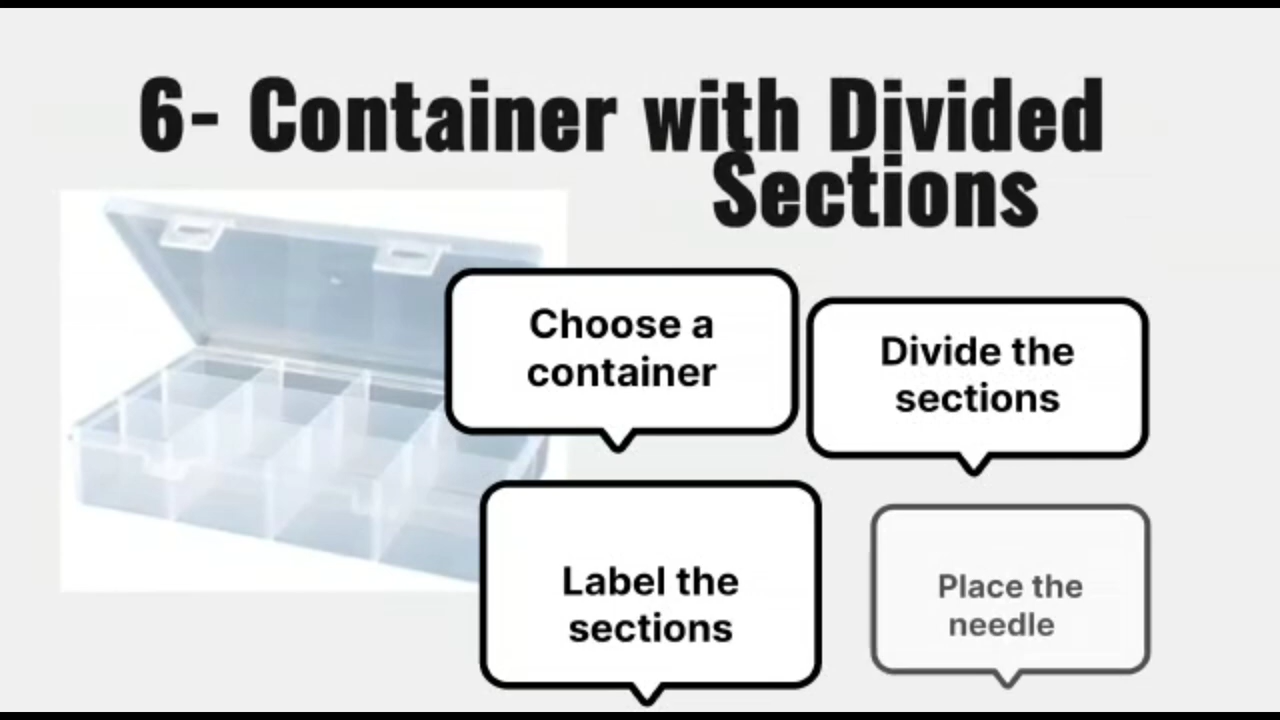 6- Container with Divided
Sections
Choose a
container
Divide the
sections
Label the
sections
Place the
needle